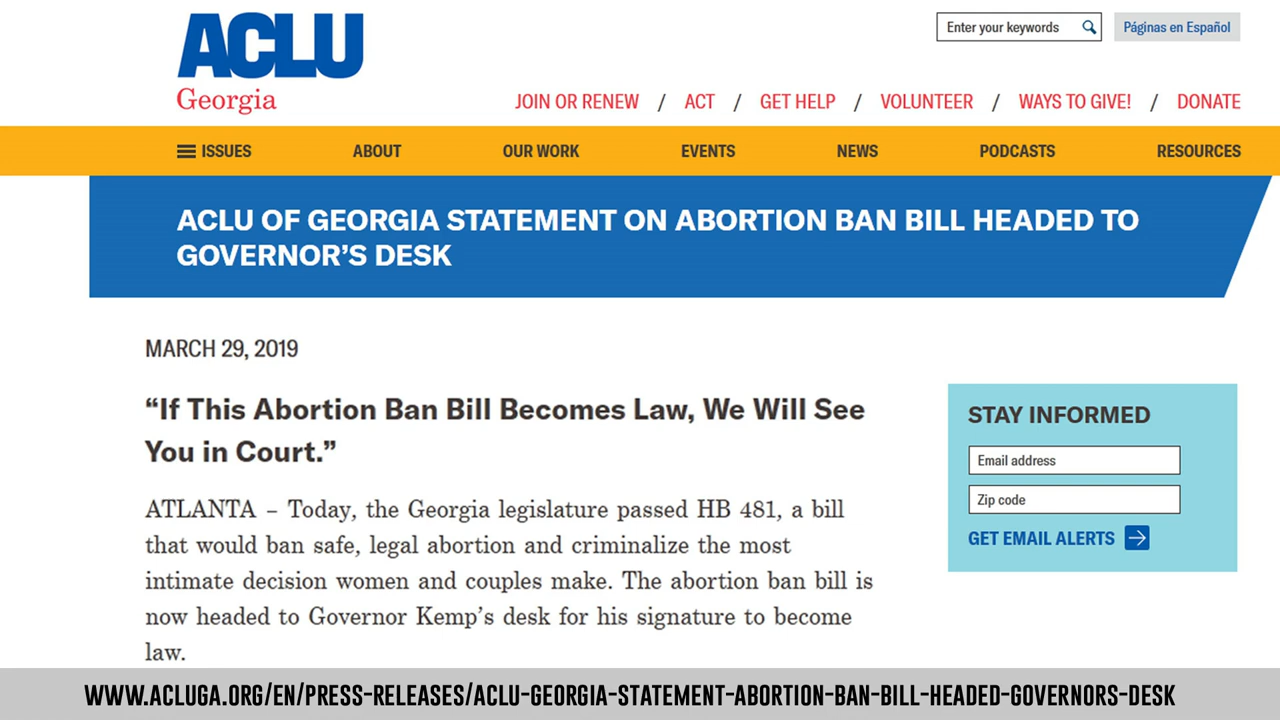 ACLU
Georgia
Enter your keywords
Páginas en Español
JOIN OR RENEW / ACT / GET HELP / VOLUNTEER / WAYS TO GIVE! / DONATE
ISSUES ABOUT OUR WORK EVENTS NEWS PODCASTS RESOURCES
ACLU OF GEORGIA STATEMENT ON ABORTION BAN BILL HEADED TO
GOVERNOR’S DESK
MARCH 29, 2019
“If This Abortion Ban Bill Becomes Law, We Will See
You in Court.”
ATLANTA – Today, the Georgia legislature passed HB 481, a bill
that would ban safe, legal abortion and criminalize the most
intimate decision women and couples make. The abortion ban bill is
now headed to Governor Kemp’s desk for his signature to become
law.
STAY INFORMED
Email address
Zip code
GET EMAIL ALERTS
WWW.ACLUGA.ORG/EN/PRESS-RELEASES/ACLU-GEORGIA-STATEMENT-ABORTION-BAN-BILL-HEADED-GOVERNORS-DESK